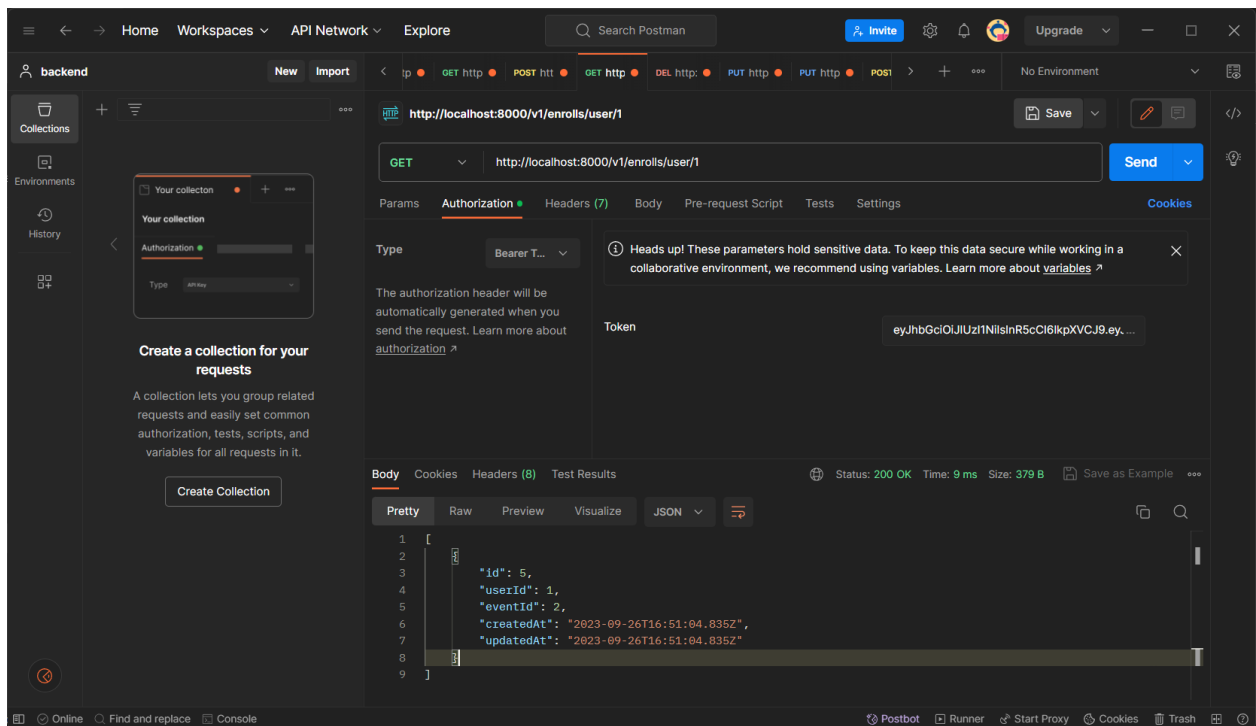 Home Workspaces API Network Explore Search Postman Invite Upgrade
backend New Import
GET http POST htt GET http DEL http: PUT http PUT http POST No Environment
Collections
Environments
History
Your collecton
Your collection
Authorization
Type API Key
Create a collection for your
requests
A collection lets you group related
requests and easily set common
authorization, tests, scripts, and
variables for all requests in it.
Create Collection
HTTP http://localhost:8000/v1/enrolls/user/1 Save
GET http://localhost:8000/v1/enrolls/user/1 Send
Params Authorization Headers (7) Body Pre-request Script Tests Settings Cookies
Type Bearer T...
The authorization header will be
automatically generated when you
send the request. Learn more about
authorization ↗
Heads up! These parameters hold sensitive data. To keep this data secure while working in a
collaborative environment, we recommend using variables. Learn more about variables ↗
Token
Body Cookies Headers (8) Test Results Status: 200 OK Time: 9 ms Size: 379 B Save as Example
Pretty Raw Preview Visualize JSON
1 [
2 {
3 "id": 5,
4 "userId": 1,
5 "eventId": 2,
6 "createdAt": "2023-09-26T16:51:04.835Z",
7 "updatedAt": "2023-09-26T16:51:04.835Z"
8 }
9 ]
Online Find and replace Console Postbot Runner Start Proxy Cookies Trash